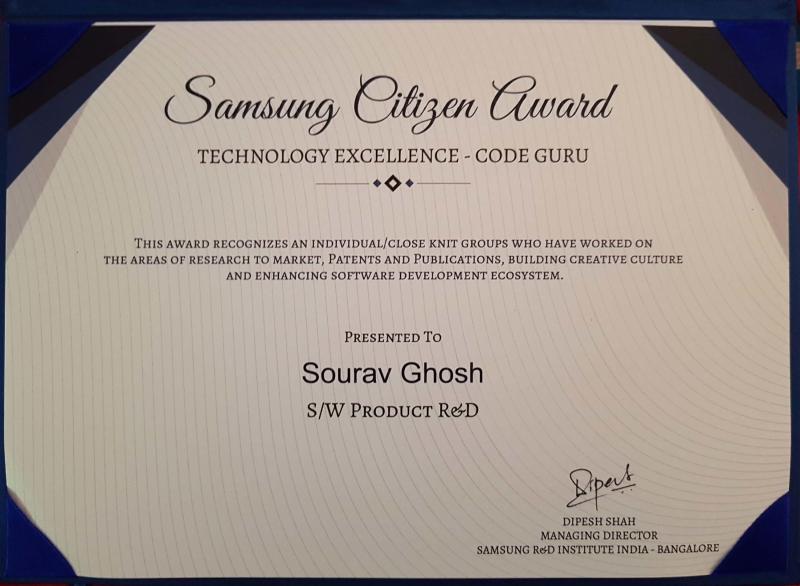 Samsung Citizen Award
TECHNOLOGY EXCELLENCE - CODE GURU
THIS AWARD RECOGNIZES AN INDIVIDUAL/CLOSE KNIT GROUPS WHO HAVE WORKED ON
THE AREAS OF RESEARCH TO MARKET, PATENTS AND PUBLICATIONS, BUILDING CREATIVE CULTURE
AND ENHANCING SOFTWARE DEVELOPMENT ECOSYSTEM.
PRESENTED TO
Sourav Ghosh
S/W PRODUCT R&D
Dipesh
DIPESH SHAH
MANAGING DIRECTOR
SAMSUNG R&D INSTITUTE INDIA - BANGALORE